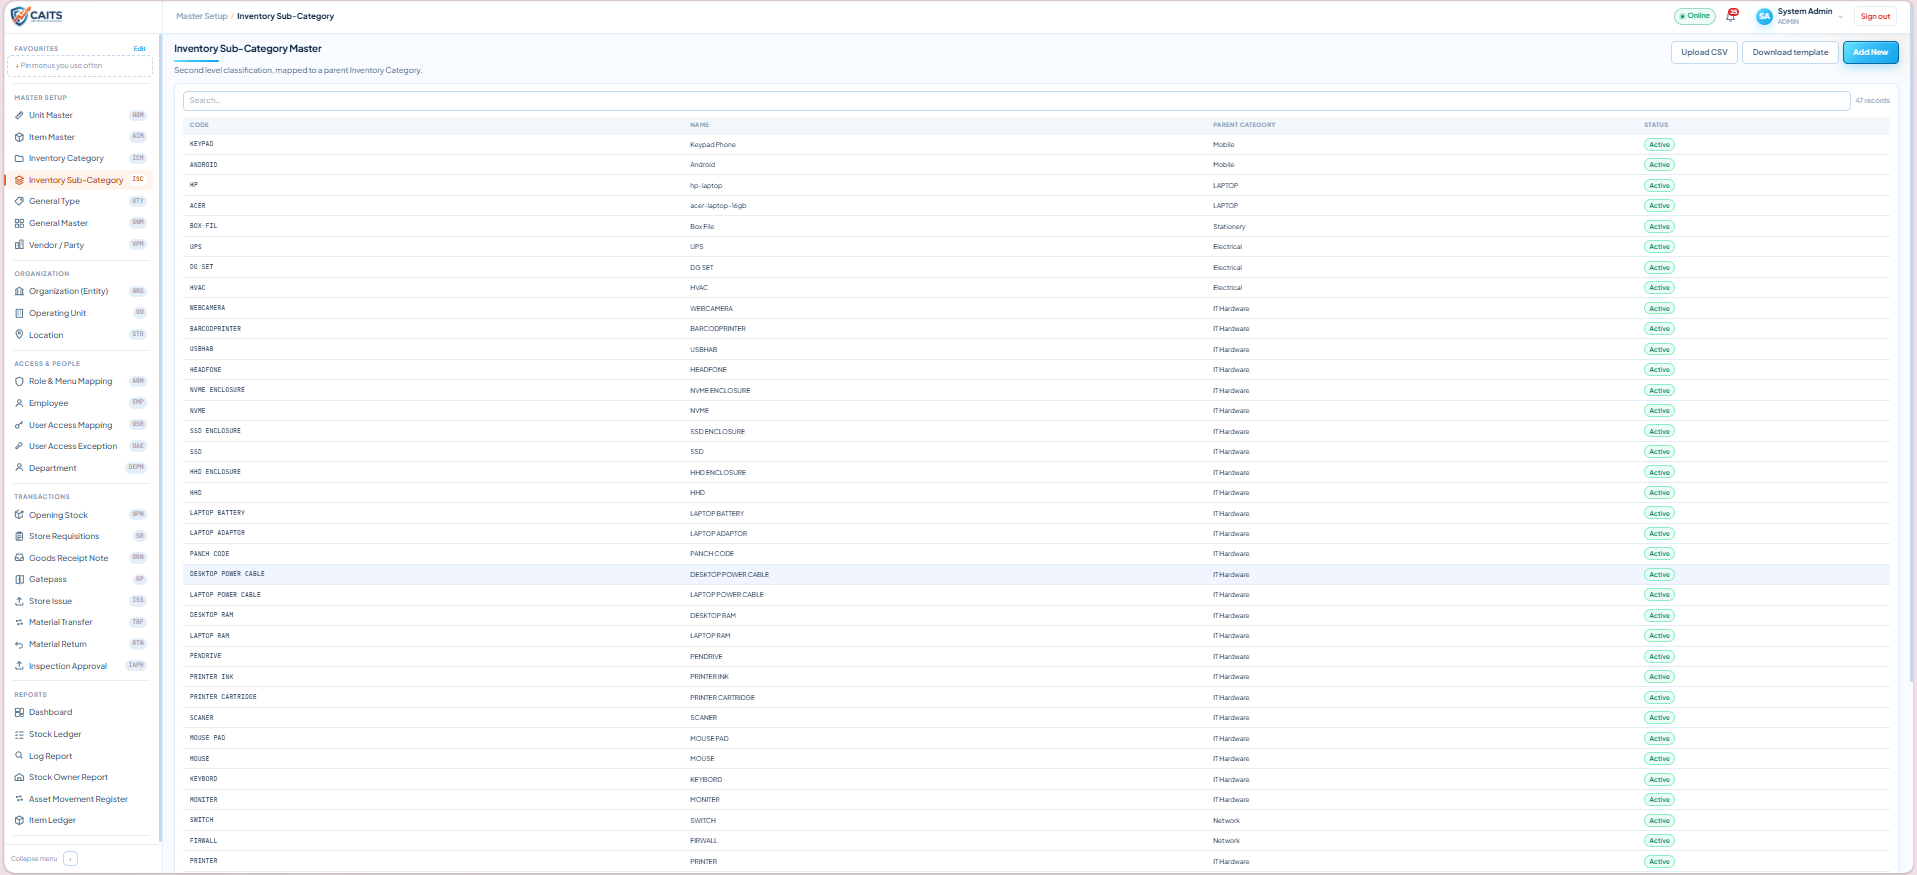 CAITS
Master Setup / Inventory Sub-Category
Online
25
SA
System Admin
ADMIN
Sign out
FAVOURITES Edit
+ Pin menus you use often
MASTER SETUP
Unit Master UOM
Item Master AIM
Inventory Category ICM
Inventory Sub-Category ISC
General Type GTY
General Master GNM
Vendor / Party VPM
ORGANIZATION
Organization (Entity) ORG
Operating Unit OU
Location STR
ACCESS & PEOPLE
Role & Menu Mapping ARM
Employee EMP
User Access Mapping USR
User Access Exception UAE
Department DEPM
TRANSACTIONS
Opening Stock OPN
Store Requisitions SR
Goods Receipt Note GRN
Gatepass GP
Store Issue ISS
Material Transfer TRF
Material Return RTN
Inspection Approval IAPR
REPORTS
Dashboard
Stock Ledger
Log Report
Stock Owner Report
Asset Movement Register
Item Ledger
Collapse menu ‹
Inventory Sub-Category Master
Second level classification, mapped to a parent Inventory Category.
Upload CSV Download template Add New
Search... 47 records
CODE NAME PARENT CATEGORY STATUS
KEYPAD Keypad Phone Mobile Active
ANDROID Android Mobile Active
HP hp-laptop LAPTOP Active
ACER acer-laptop-16gb LAPTOP Active
BOX-FIL Box File Stationery Active
UPS UPS Electrical Active
DG SET DG SET Electrical Active
HVAC HVAC Electrical Active
WEBCAMERA WEBCAMERA IT Hardware Active
BARCODPRINTER BARCODPRINTER IT Hardware Active
USBHAB USBHAB IT Hardware Active
HEADFONE HEADFONE IT Hardware Active
NVME ENCLOSURE NVME ENCLOSURE IT Hardware Active
NVME NVME IT Hardware Active
SSD ENCLOSURE SSD ENCLOSURE IT Hardware Active
SSD SSD IT Hardware Active
HHD ENCLOSURE HHD ENCLOSURE IT Hardware Active
HHD HHD IT Hardware Active
LAPTOP BATTERY LAPTOP BATTERY IT Hardware Active
LAPTOP ADAPTOR LAPTOP ADAPTOR IT Hardware Active
PANCH CODE PANCH CODE IT Hardware Active
DESKTOP POWER CABLE DESKTOP POWER CABLE IT Hardware Active
LAPTOP POWER CABLE LAPTOP POWER CABLE IT Hardware Active
DESKTOP RAM DESKTOP RAM IT Hardware Active
LAPTOP RAM LAPTOP RAM IT Hardware Active
PENDRIVE PENDRIVE IT Hardware Active
PRINTER INK PRINTER INK IT Hardware Active
PRINTER CARTRIDGE PRINTER CARTRIDGE IT Hardware Active
SCANER SCANER IT Hardware Active
MOUSE PAD MOUSE PAD IT Hardware Active
MOUSE MOUSE IT Hardware Active
KEYBORD KEYBORD IT Hardware Active
MONITER MONITER IT Hardware Active
SWITCH SWITCH Network Active
FIRWALL FIRWALL Network Active
PRINTER PRINTER IT Hardware Active